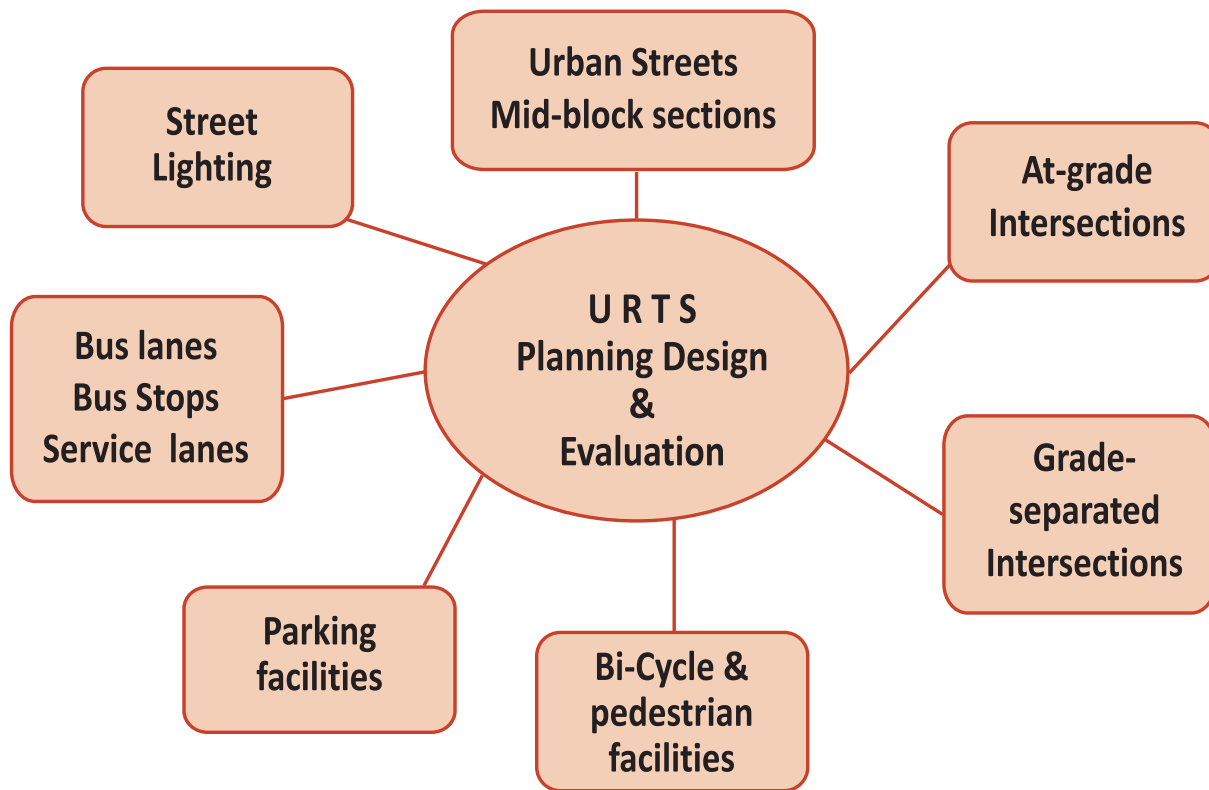 Urban Streets
Mid-block sections
Street
Lighting
At-grade
Intersections
U R T S
Planning Design
&
Evaluation
Bus lanes
Bus Stops
Service lanes
Grade-
separated
Intersections
Parking
facilities
Bi-Cycle &
pedestrian
facilities